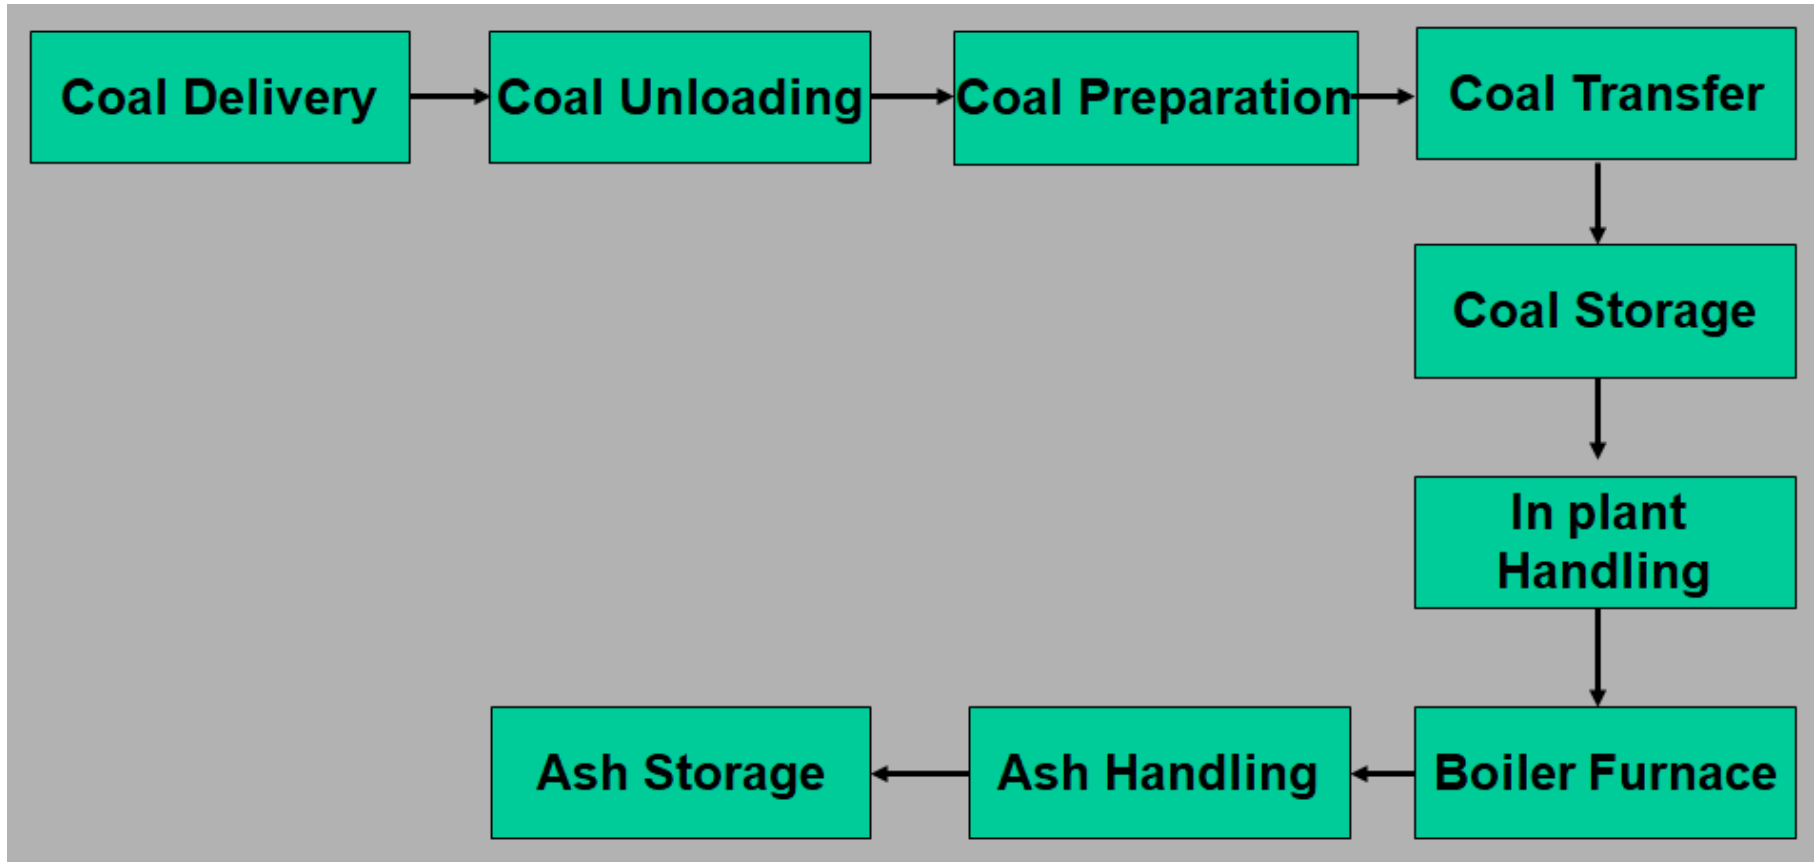 Coal Delivery
Coal Unloading
Coal Preparation
Coal Transfer
Coal Storage
In plant
Handling
Boiler Furnace
Ash Handling
Ash Storage